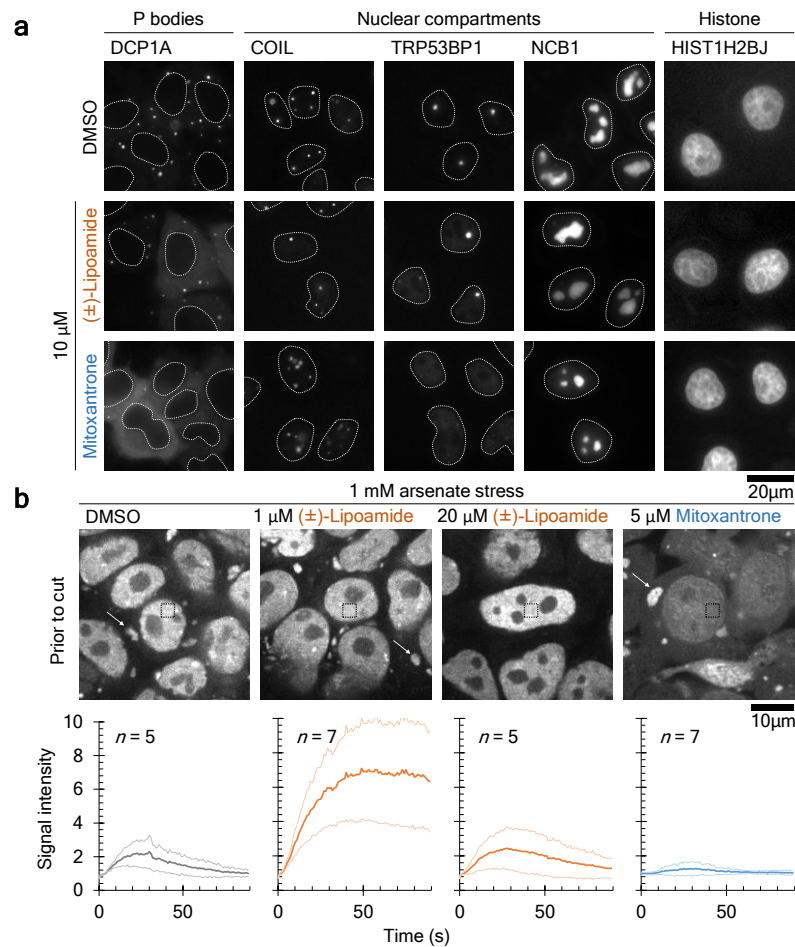 a
P bodies
Nuclear compartments
Histone
DCP1A
COIL
TRP53BP1
NCB1
HIST1H2BJ
DMSO
10 µM
(±)-Lipoamide
Mitoxantrone
20µm
b
1 mM arsenate stress
DMSO
1 µM (±)-Lipoamide
20 µM (±)-Lipoamide
5 µM Mitoxantrone
Prior to cut
10µm
Signal intensity
10
8
6
4
2
0
n = 5
n = 7
n = 5
n = 7
0
50
0
50
0
50
0
50
Time (s)